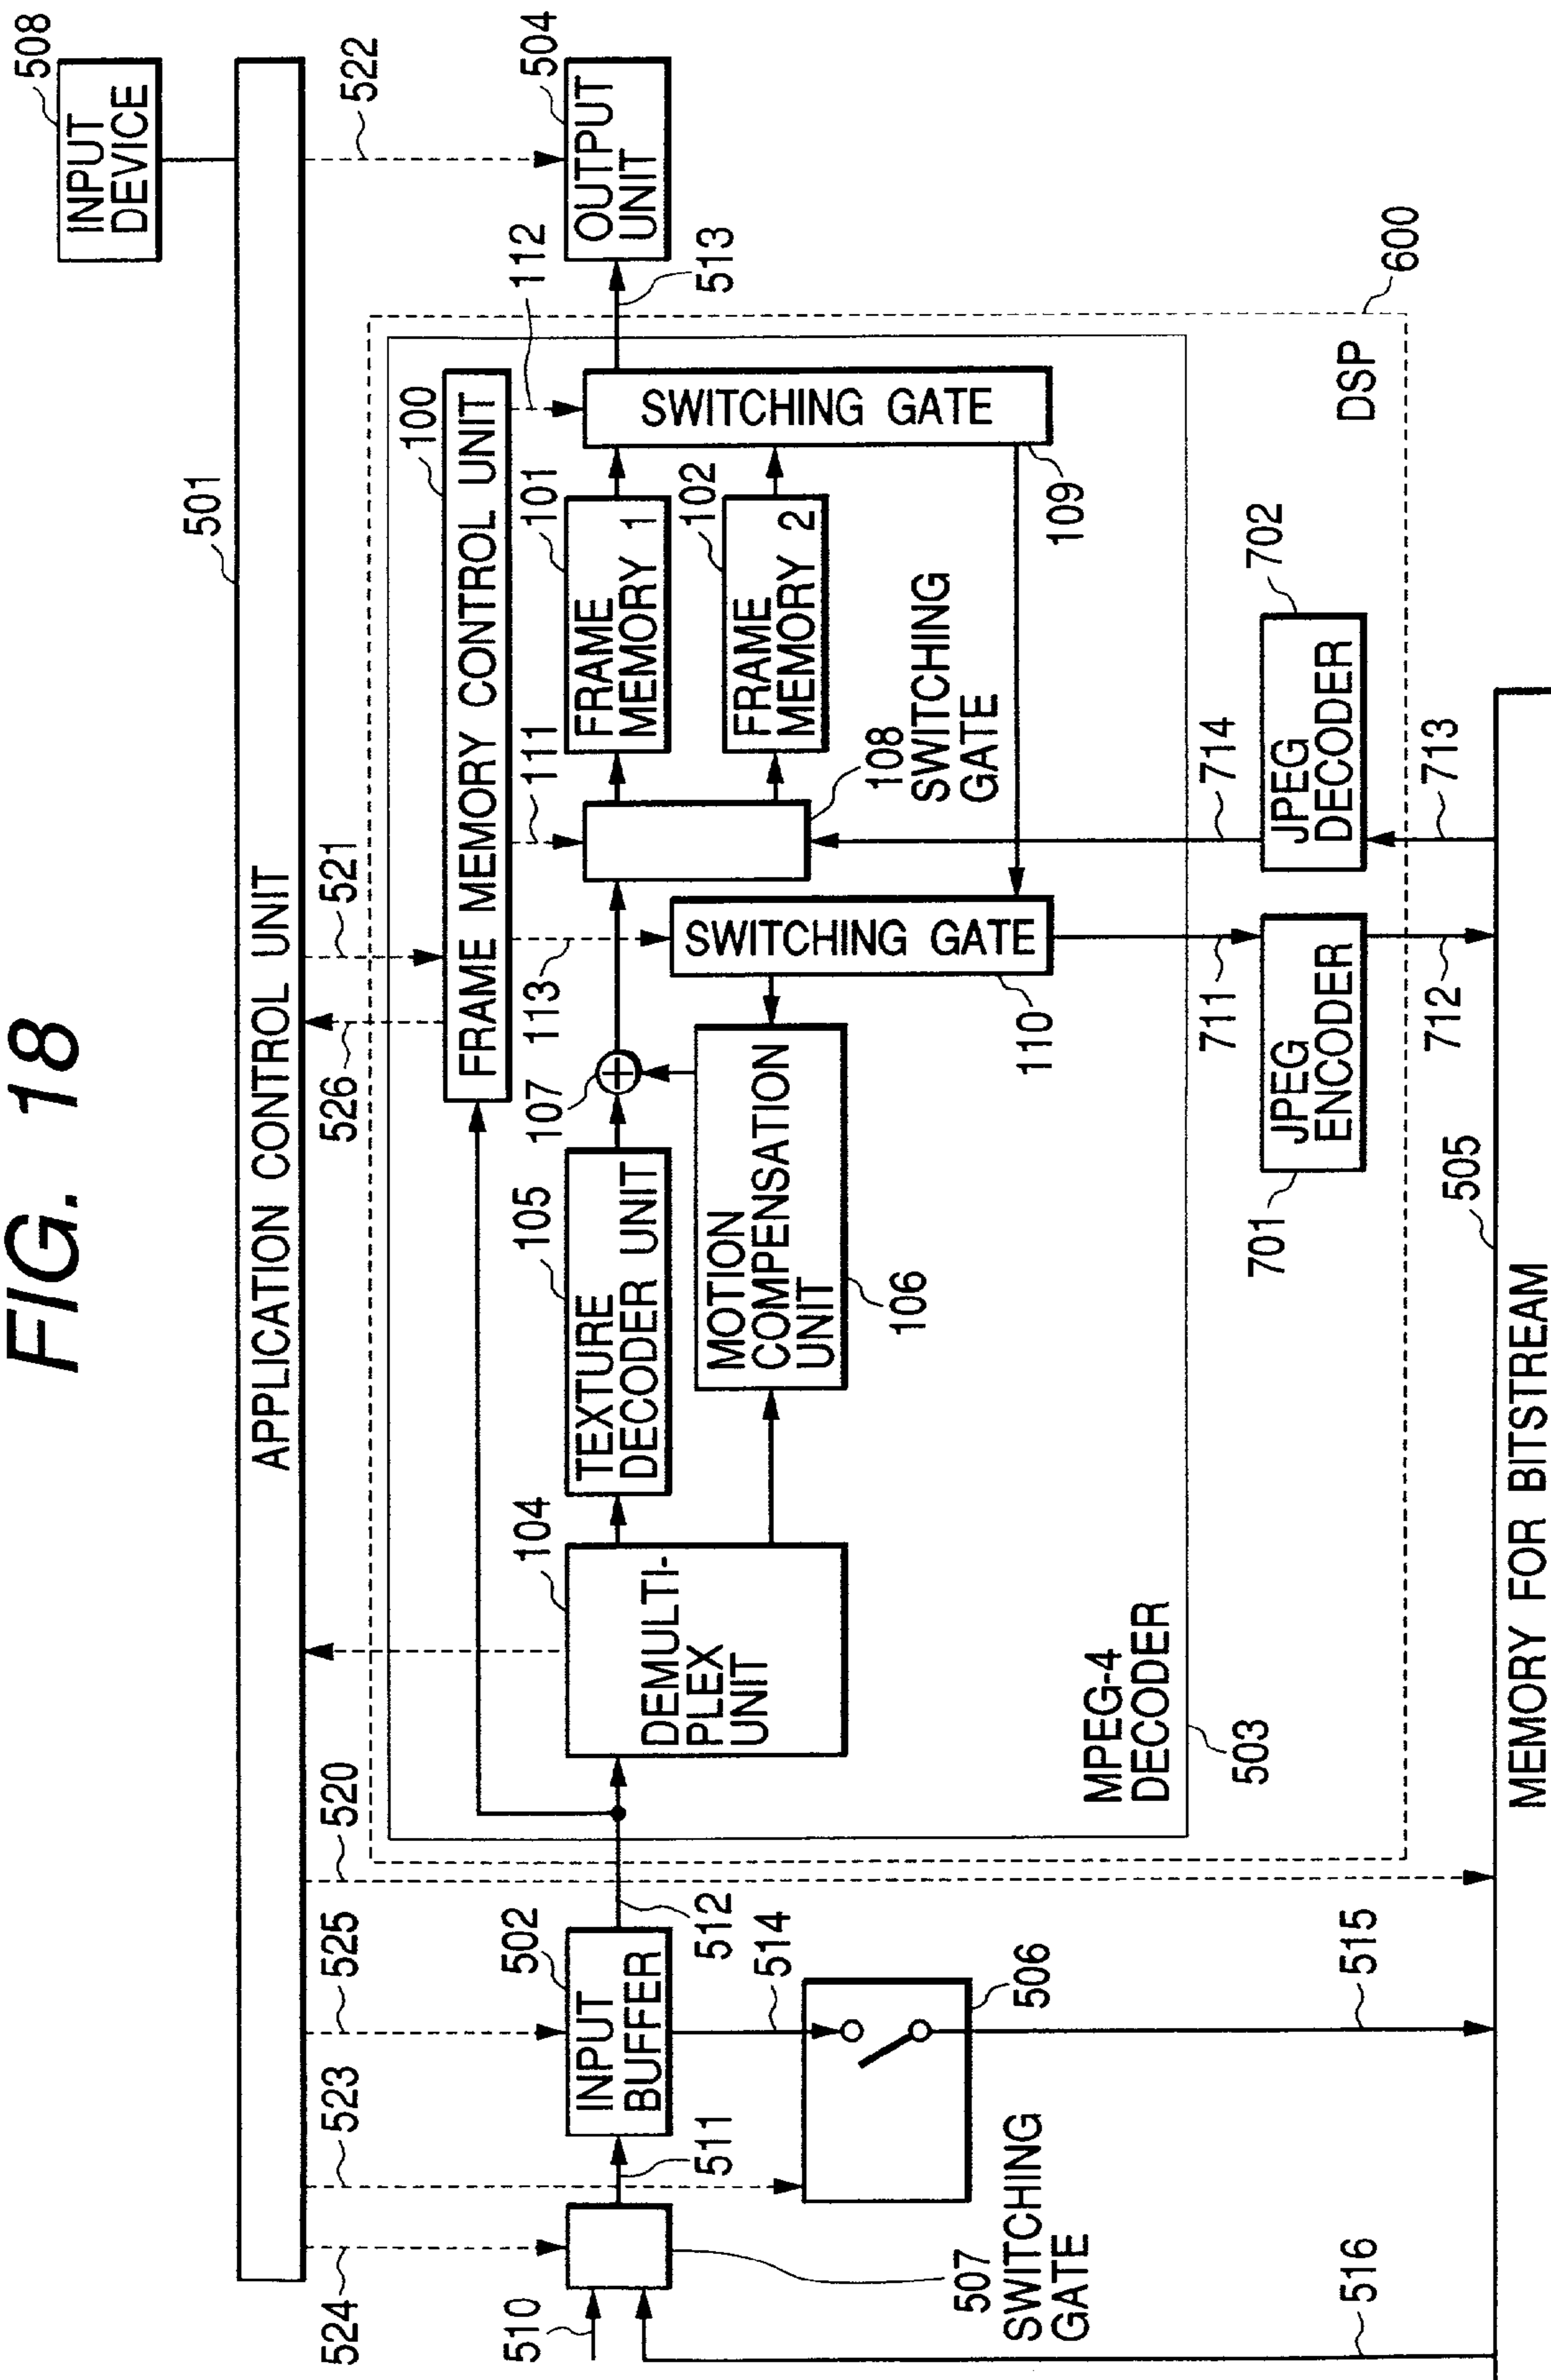 FIG. 18
508
INPUT
DEVICE
501
APPLICATION CONTROL UNIT
524
523
525
520
526
521
522
510
511
502
INPUT
BUFFER
512
514
507
SWITCHING
GATE
506
515
516
104
DEMULTI-
PLEX
UNIT
105
TEXTURE
DECODER UNIT
107
MOTION
COMPENSATION
UNIT
106
100
FRAME MEMORY CONTROL UNIT
113
111
112
SWITCHING GATE
110
108
SWITCHING
GATE
101
FRAME
MEMORY 1
102
FRAME
MEMORY 2
SWITCHING GATE
109
513
504
OUTPUT
UNIT
MPEG-4
DECODER
503
DSP
600
711
714
701
JPEG
ENCODER
702
JPEG
DECODER
712
713
505
MEMORY FOR BITSTREAM